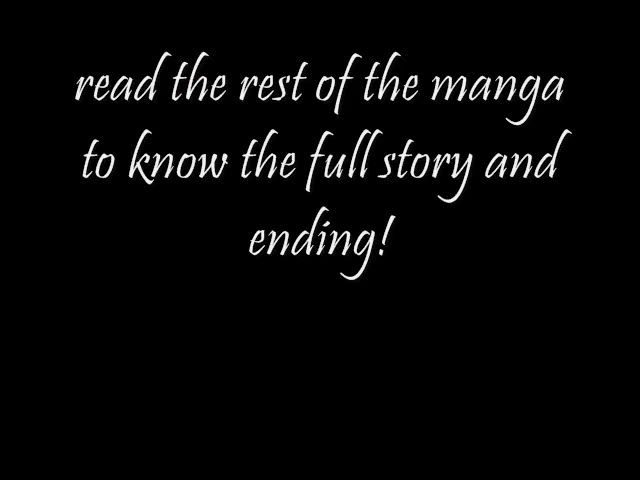 read the rest of the manga
to know the full story and
ending!